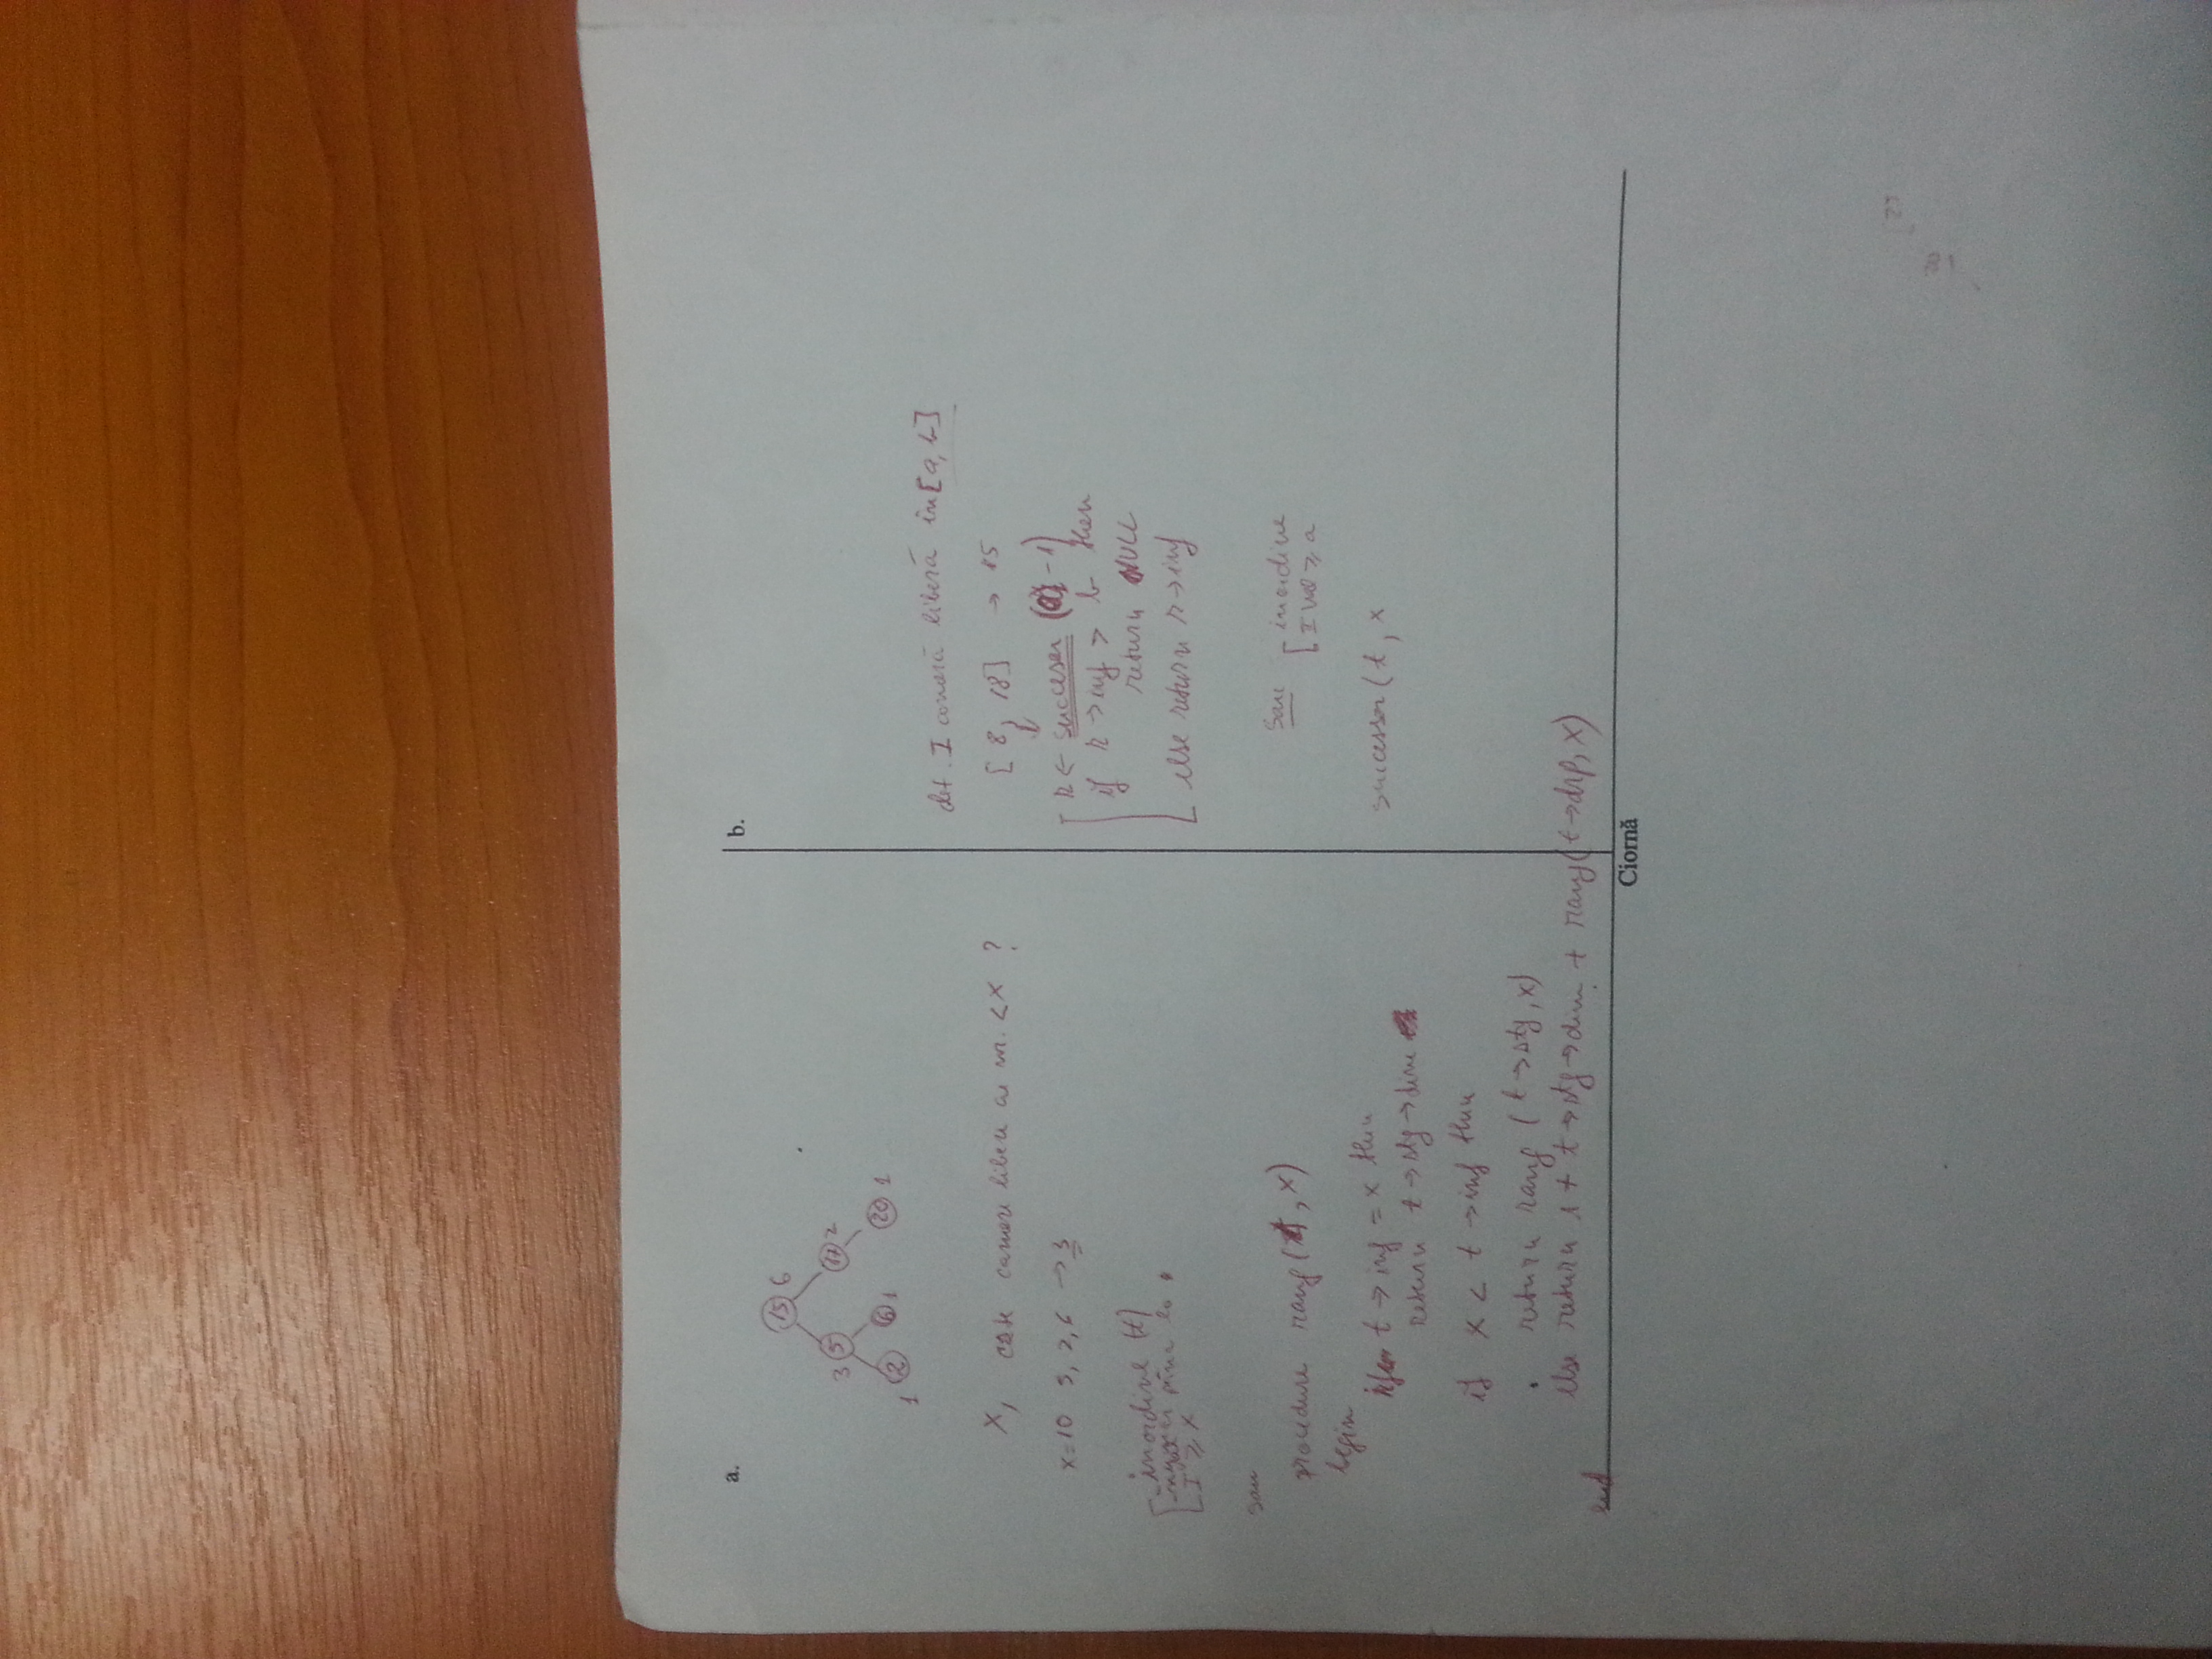 a.
15 6
3 5 17 2
1 2 6 1 20 1
x, câte camere libere au nr. < x ?
x=10 5, 2, 6 → 3
inordine (t)
până la
I ≥ x
sau
procedure rang(t, x)
begin
if t → inf = x then
return t → stg → dim
if x < t → inf then
return rang (t → stg, x)
else return 1 + t → stg → dim + rang(t → drp, x)
end
b.
det. I cameră liberă în [a, b]
[8, 18] → 15
r ← succesor (a - 1)
if r → inf > b then
return NULL
else return r → inf
sau inordine
I val ≥ a
succesor (t, x
Ciornă